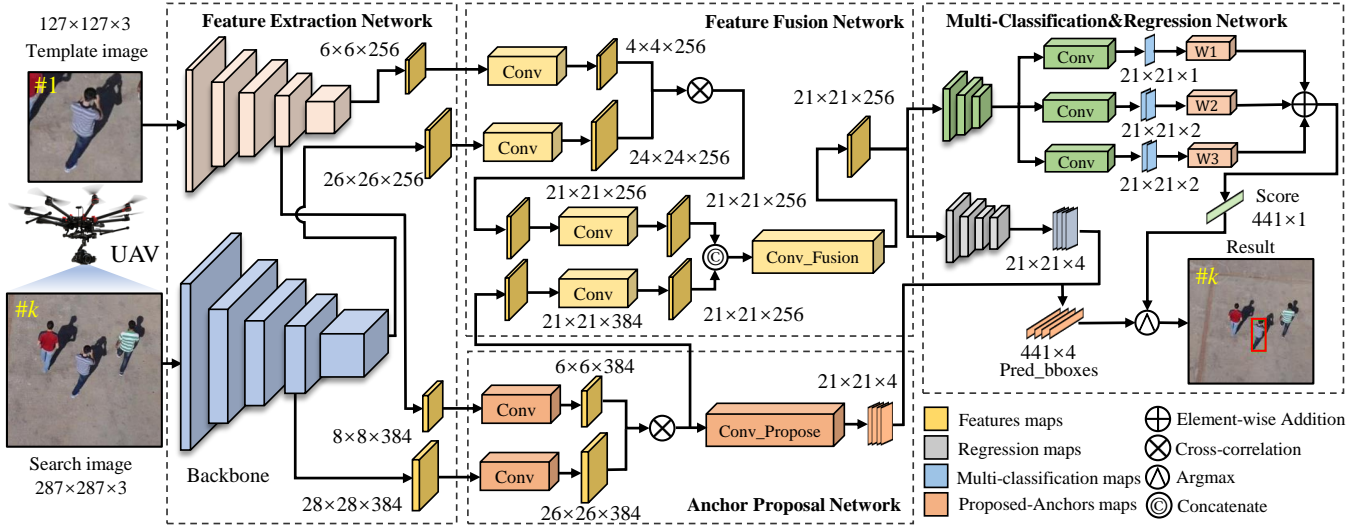 Feature Extraction Network
Feature Fusion Network
Multi-Classification&Regression Network
127×127×3
Template image
#1
UAV
#k
Search image
287×287×3
6×6×256
26×26×256
Backbone
8×8×384
28×28×384
Conv
4×4×256
Conv
24×24×256
21×21×256
Conv
21×21×256
©
Conv_Fusion
Conv
21×21×384
21×21×256
21×21×256
6×6×384
Conv
Conv
26×26×384
Conv_Propose
21×21×4
Anchor Proposal Network
Conv
21×21×1
W1
Conv
21×21×2
W2
Conv
21×21×2
W3
21×21×4
Score
441×1
Result
#k
441×4
Pred_bboxes
Features maps
Regression maps
Multi-classification maps
Proposed-Anchors maps
Element-wise Addition
Cross-correlation
Argmax
© Concatenate